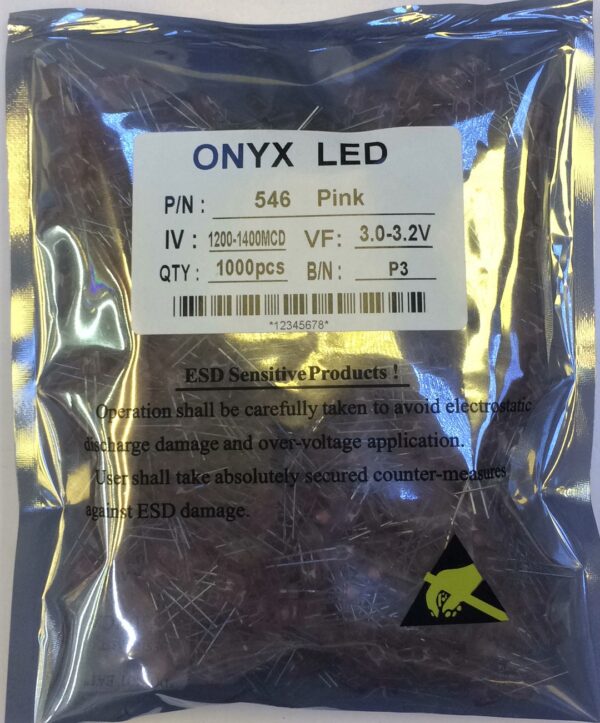 ONYX LED
P/N : 546 Pink
IV : 1200-1400MCD VF: 3.0-3.2V
QTY : 1000pcs B/N : P3
*12345678*
ESD SensitiveProducts !
Operation shall be carefully taken to avoid electrostatic
discharge damage and over-voltage application.
User shall take absolutely secured counter-measures
against ESD damage.